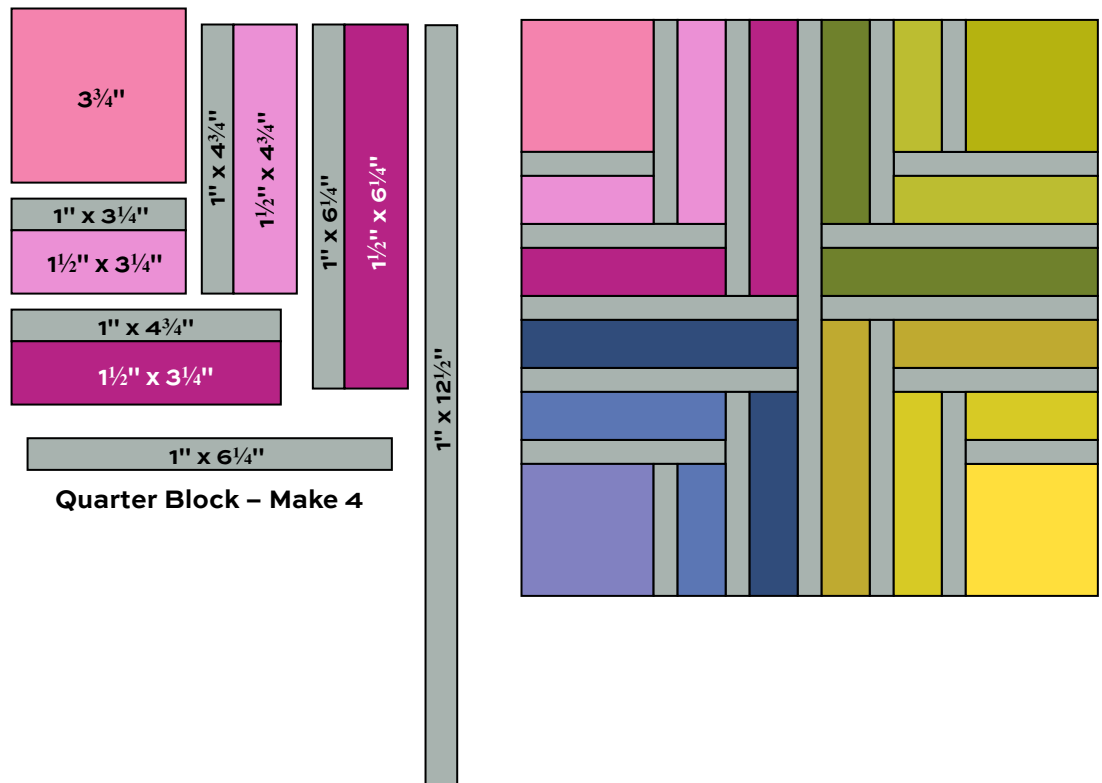 3¾"
1" x 3¼"
1½" x 3¼"
1" x 4¾"
1½" x 4¾"
1" x 6¼"
1½" x 6¼"
1" x 4¾"
1½" x 3¼"
1" x 6¼"
1" x 12½"
Quarter Block – Make 4